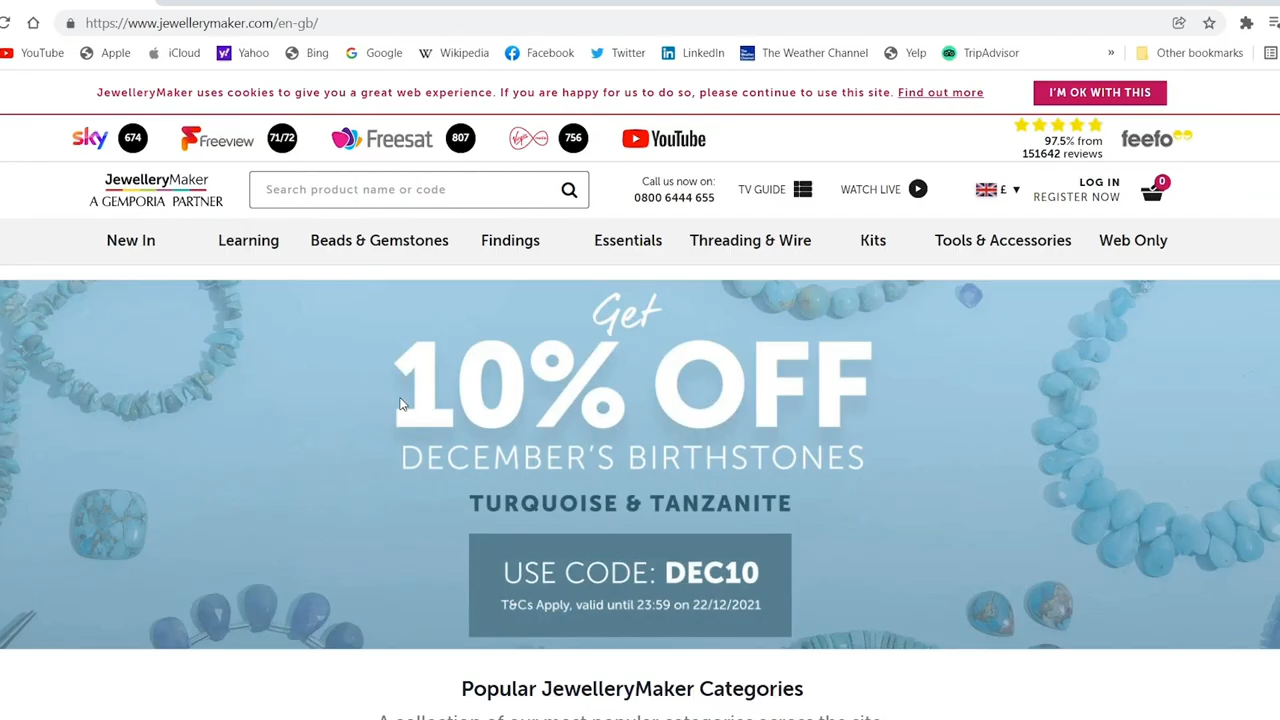 https://www.jewellerymaker.com/en-gb/
YouTube Apple iCloud Yahoo Bing Google Wikipedia Facebook Twitter LinkedIn The Weather Channel Yelp TripAdvisor » Other bookmarks
JewelleryMaker uses cookies to give you a great web experience. If you are happy for us to do so, please continue to use this site. Find out more
I'M OK WITH THIS
sky 674 Freeview 71/72 Freesat 807 Virgin media 756 YouTube
97.5% from
151642 reviews
feefo
JewelleryMaker
A GEMPORIA PARTNER
Search product name or code
Call us now on:
0800 6444 655
TV GUIDE
WATCH LIVE
£ ▼
LOG IN
REGISTER NOW
0
New In Learning Beads & Gemstones Findings Essentials Threading & Wire Kits Tools & Accessories Web Only
Get
10% OFF
DECEMBER'S BIRTHSTONES
TURQUOISE & TANZANITE
USE CODE: DEC10
T&Cs Apply, valid until 23:59 on 22/12/2021
Popular JewelleryMaker Categories
A collection of our most popular categories across the site